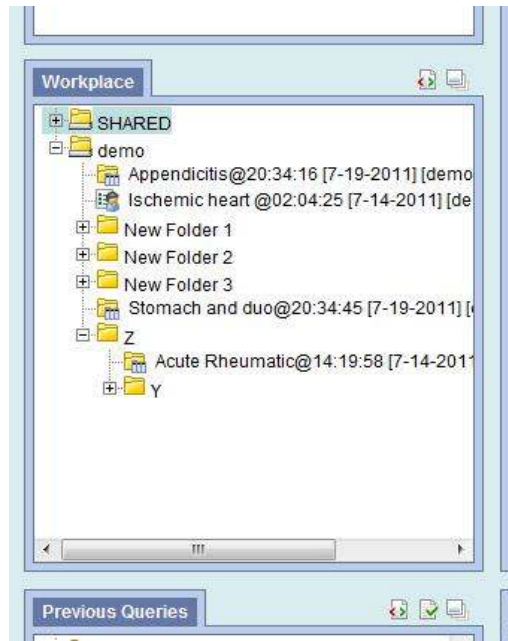 Workplace
SHARED
demo
Appendicitis@20:34:16 [7-19-2011] [demo
Ischemic heart @02:04:25 [7-14-2011] [de
New Folder 1
New Folder 2
New Folder 3
Stomach and duo@20:34:45 [7-19-2011] [
Z
Acute Rheumatic@14:19:58 [7-14-2011
Y
Previous Queries